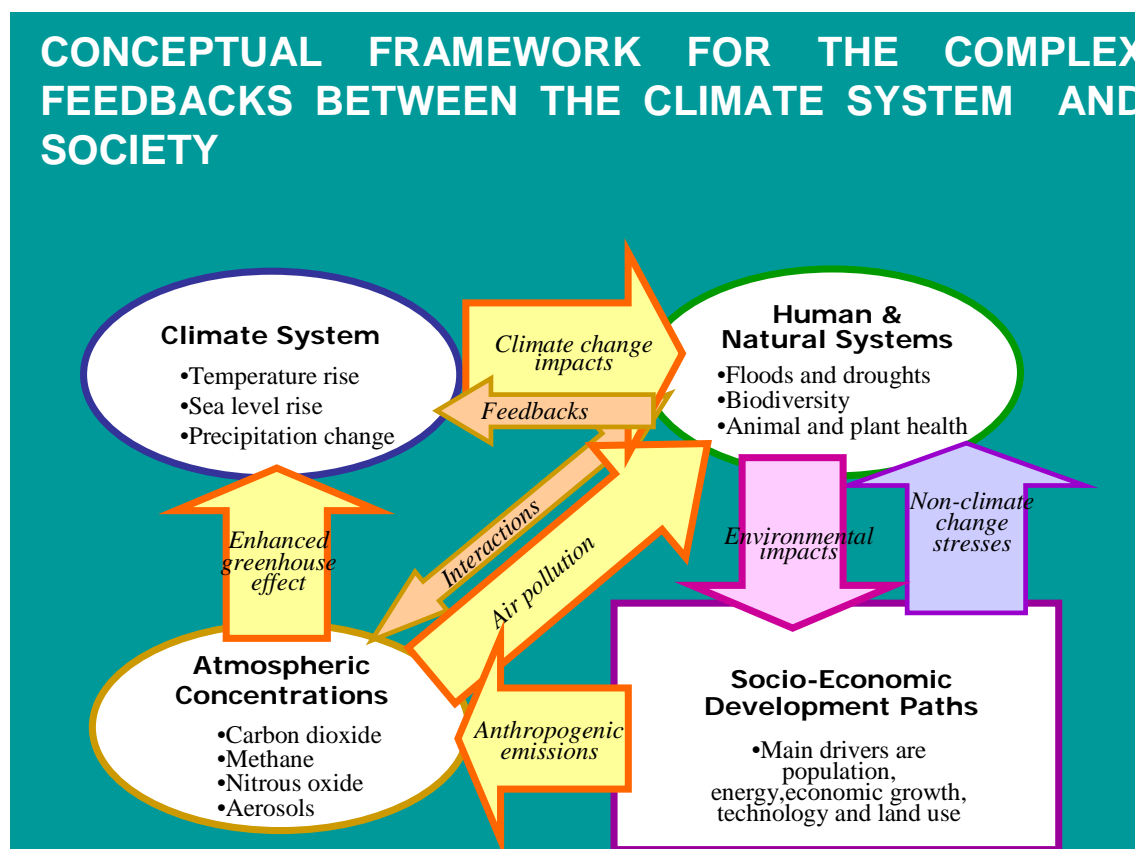 CONCEPTUAL FRAMEWORK FOR THE COMPLEX
FEEDBACKS BETWEEN THE CLIMATE SYSTEM AND
SOCIETY
Climate System
•Temperature rise
•Sea level rise
•Precipitation change
Climate change
impacts
Feedbacks
Human &
Natural Systems
•Floods and droughts
•Biodiversity
•Animal and plant health
Enhanced
greenhouse
effect
Interactions
Air pollution
Environmental
impacts
Non-climate
change
stresses
Atmospheric
Concentrations
•Carbon dioxide
•Methane
•Nitrous oxide
•Aerosols
Anthropogenic
emissions
Socio-Economic
Development Paths
•Main drivers are
population,
energy,economic growth,
technology and land use